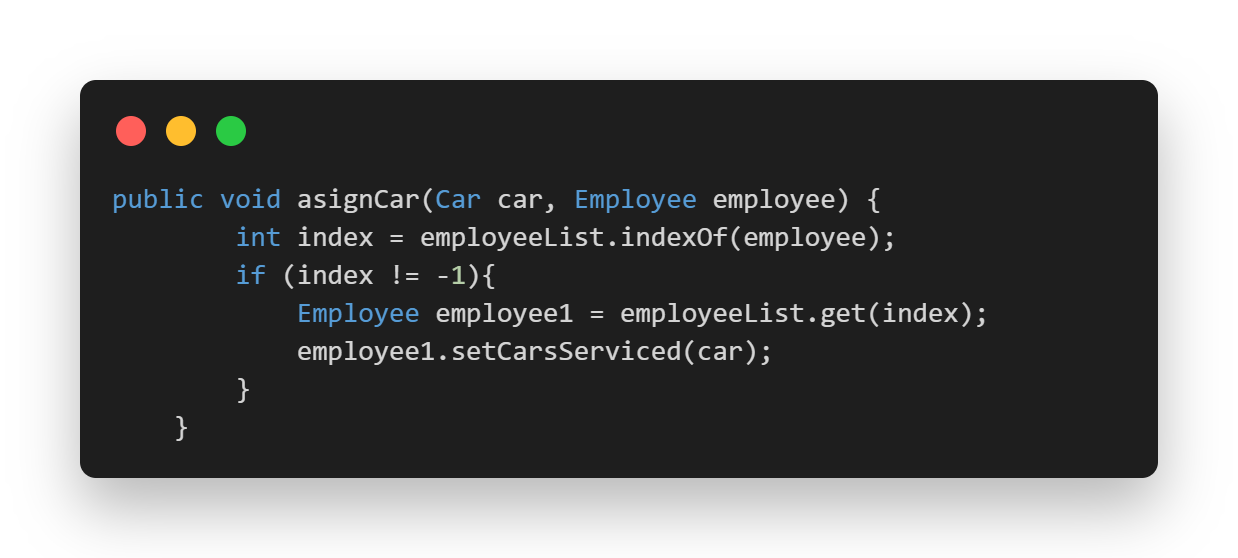 public void asignCar(Car car, Employee employee) {
        int index = employeeList.indexOf(employee);
        if (index != -1){
            Employee employee1 = employeeList.get(index);
            employee1.setCarsServiced(car);
        }
    }